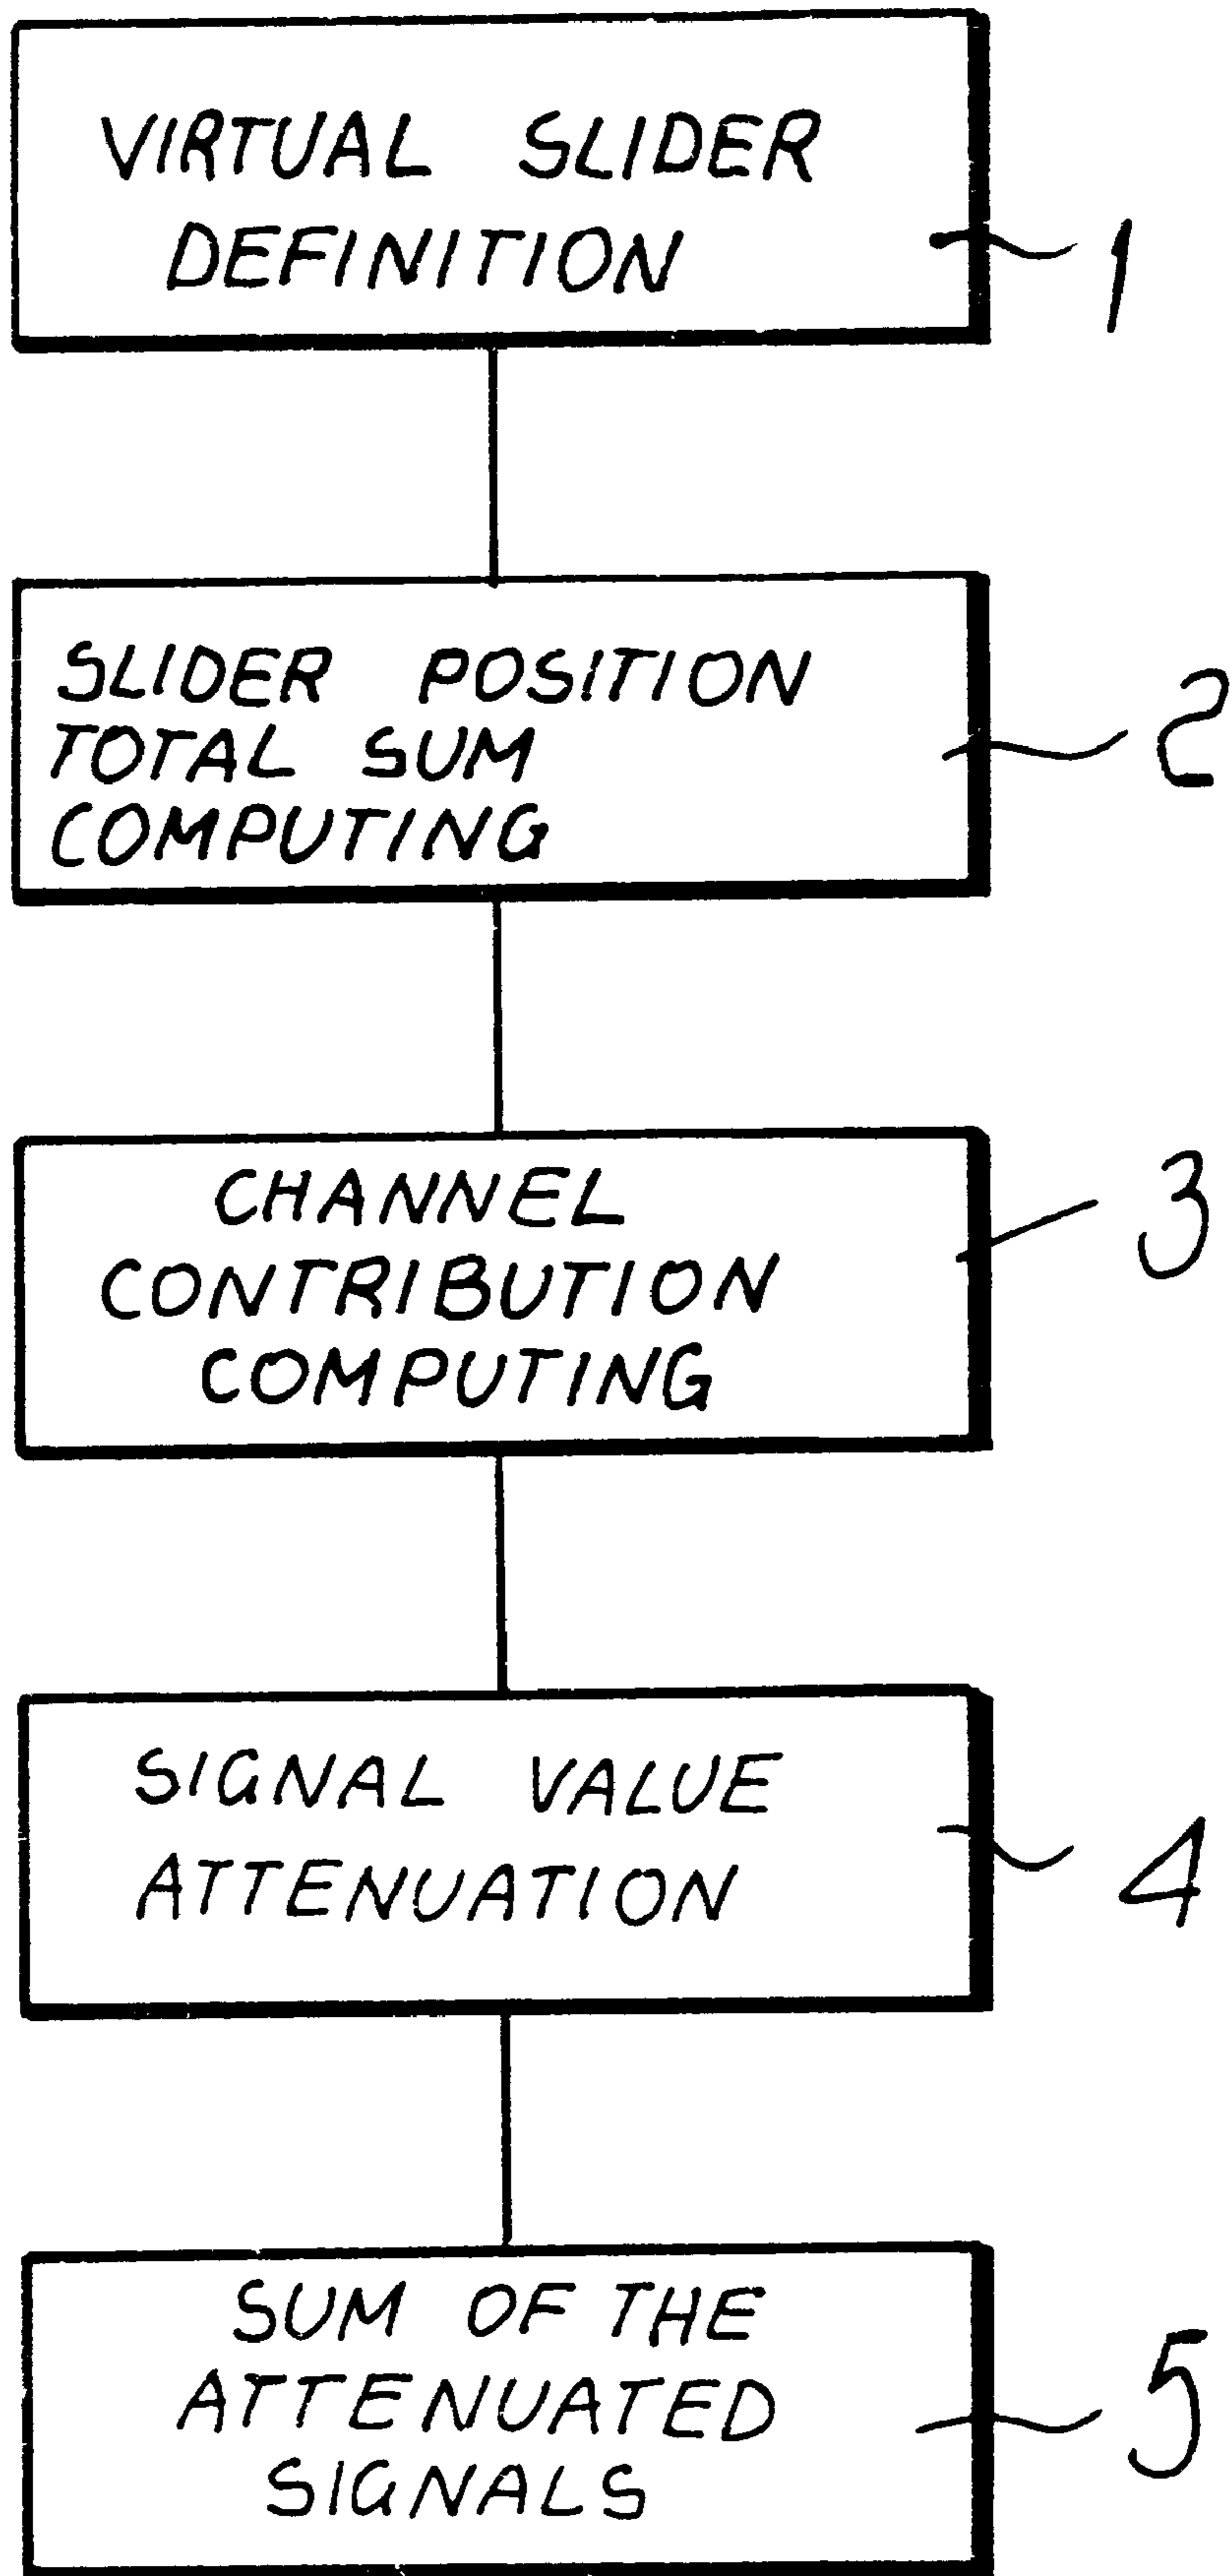 VIRTUAL SLIDER
DEFINITION
1
SLIDER POSITION
TOTAL SUM
COMPUTING
2
CHANNEL
CONTRIBUTION
COMPUTING
3
SIGNAL VALUE
ATTENUATION
4
SUM OF THE
ATTENUATED
SIGNALS
5